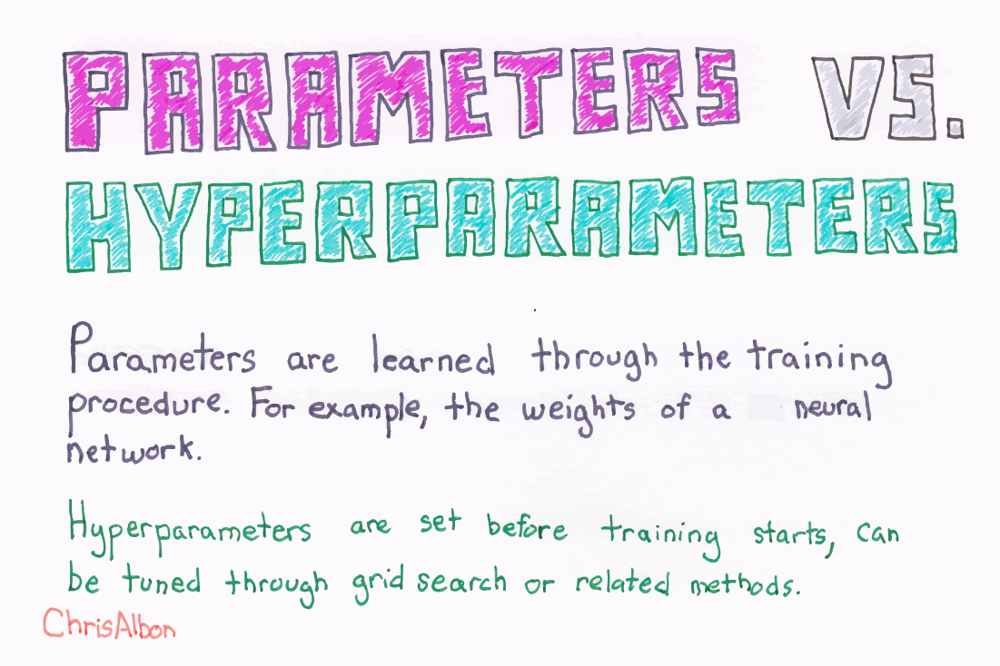 PARAMETERS VS.
HYPERPARAMETERS
Parameters are learned through the training
procedure. For example, the weights of a neural
network.
Hyperparameters are set before training starts, can
be tuned through grid search or related methods.
ChrisAlbon